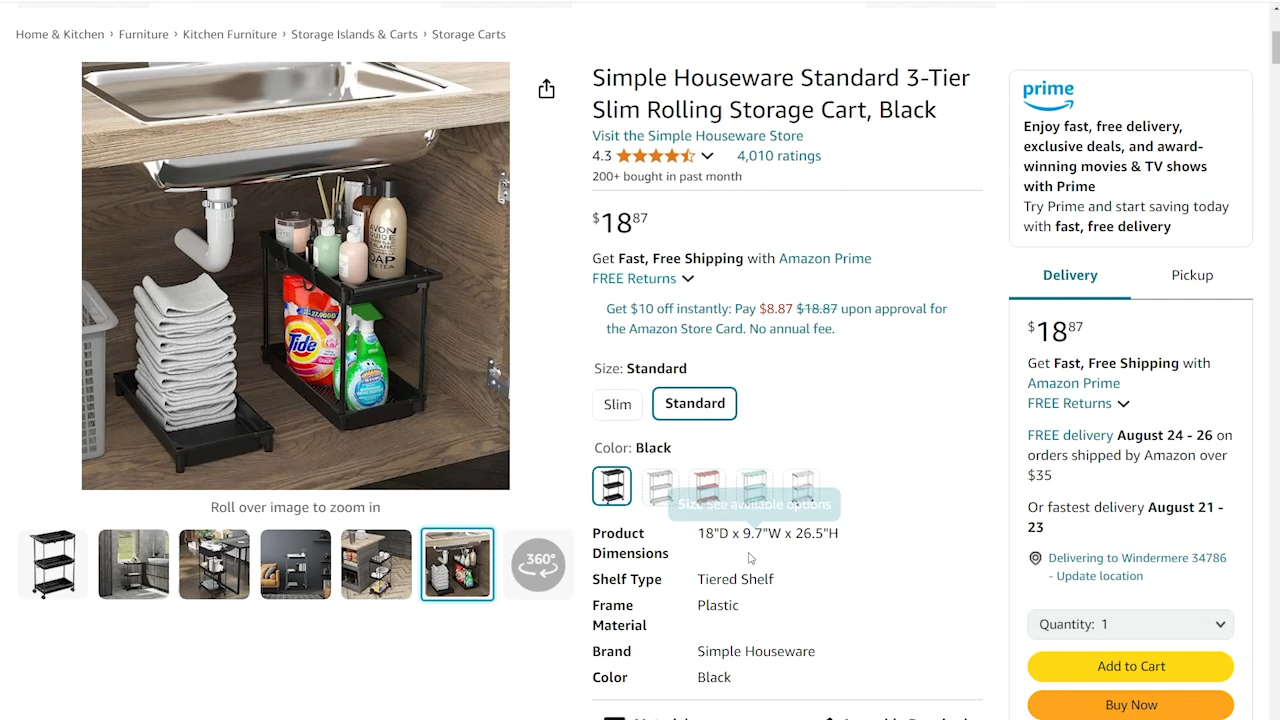 Home & Kitchen › Furniture › Kitchen Furniture › Storage Islands & Carts › Storage Carts
Simple Houseware Standard 3-Tier
Slim Rolling Storage Cart, Black
Visit the Simple Houseware Store
4.3 4,010 ratings
200+ bought in past month
$18 87
Get Fast, Free Shipping with Amazon Prime
FREE Returns
Get $10 off instantly: Pay $8.87 $18.87 upon approval for
the Amazon Store Card. No annual fee.
Size: Standard
Slim Standard
Color: Black
Size See available options
Product
Dimensions
18"D x 9.7"W x 26.5"H
Shelf Type Tiered Shelf
Frame
Material
Plastic
Brand Simple Houseware
Color Black
Tide
SOAP
Roll over image to zoom in
360°
prime
Enjoy fast, free delivery,
exclusive deals, and award-
winning movies & TV shows
with Prime
Try Prime and start saving today
with fast, free delivery
Delivery Pickup
$18 87
Get Fast, Free Shipping with
Amazon Prime
FREE Returns
FREE delivery August 24 - 26 on
orders shipped by Amazon over
$35
Or fastest delivery August 21 -
23
Delivering to Windermere 34786
- Update location
Quantity: 1
Add to Cart
Buy Now